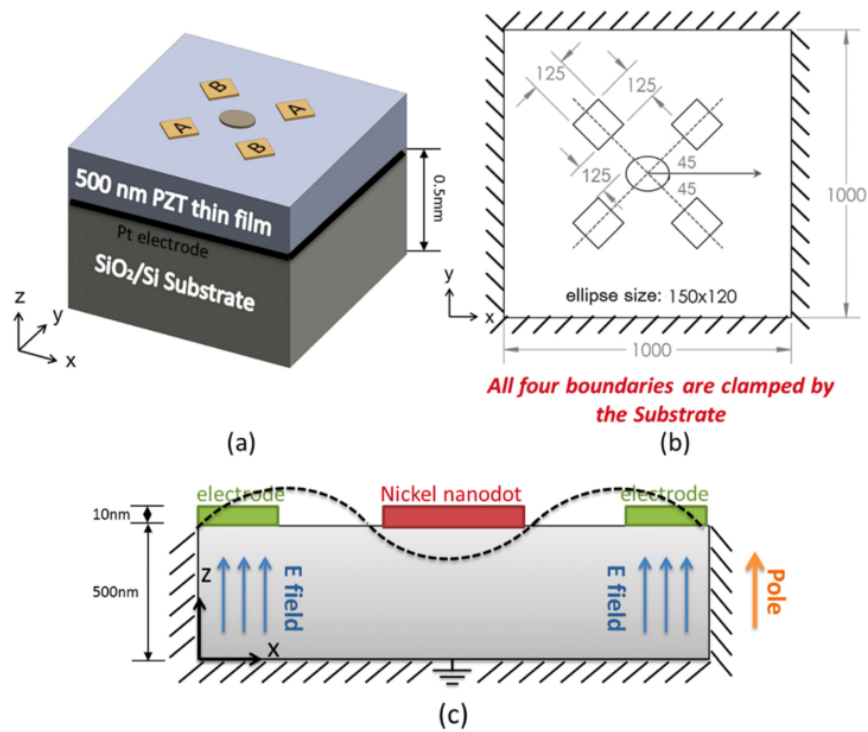 B
A
A
B
500 nm PZT thin film
Pt electrode
SiO₂/Si Substrate
0.5mm
z
y
x
(a)
125
125
125
45
45
1000
ellipse size: 150x120
y
x
1000
All four boundaries are clamped by
the Substrate
(b)
electrode
Nickel nanodot
electrode
10nm
500nm
Z
X
E field
E field
Pole
(c)